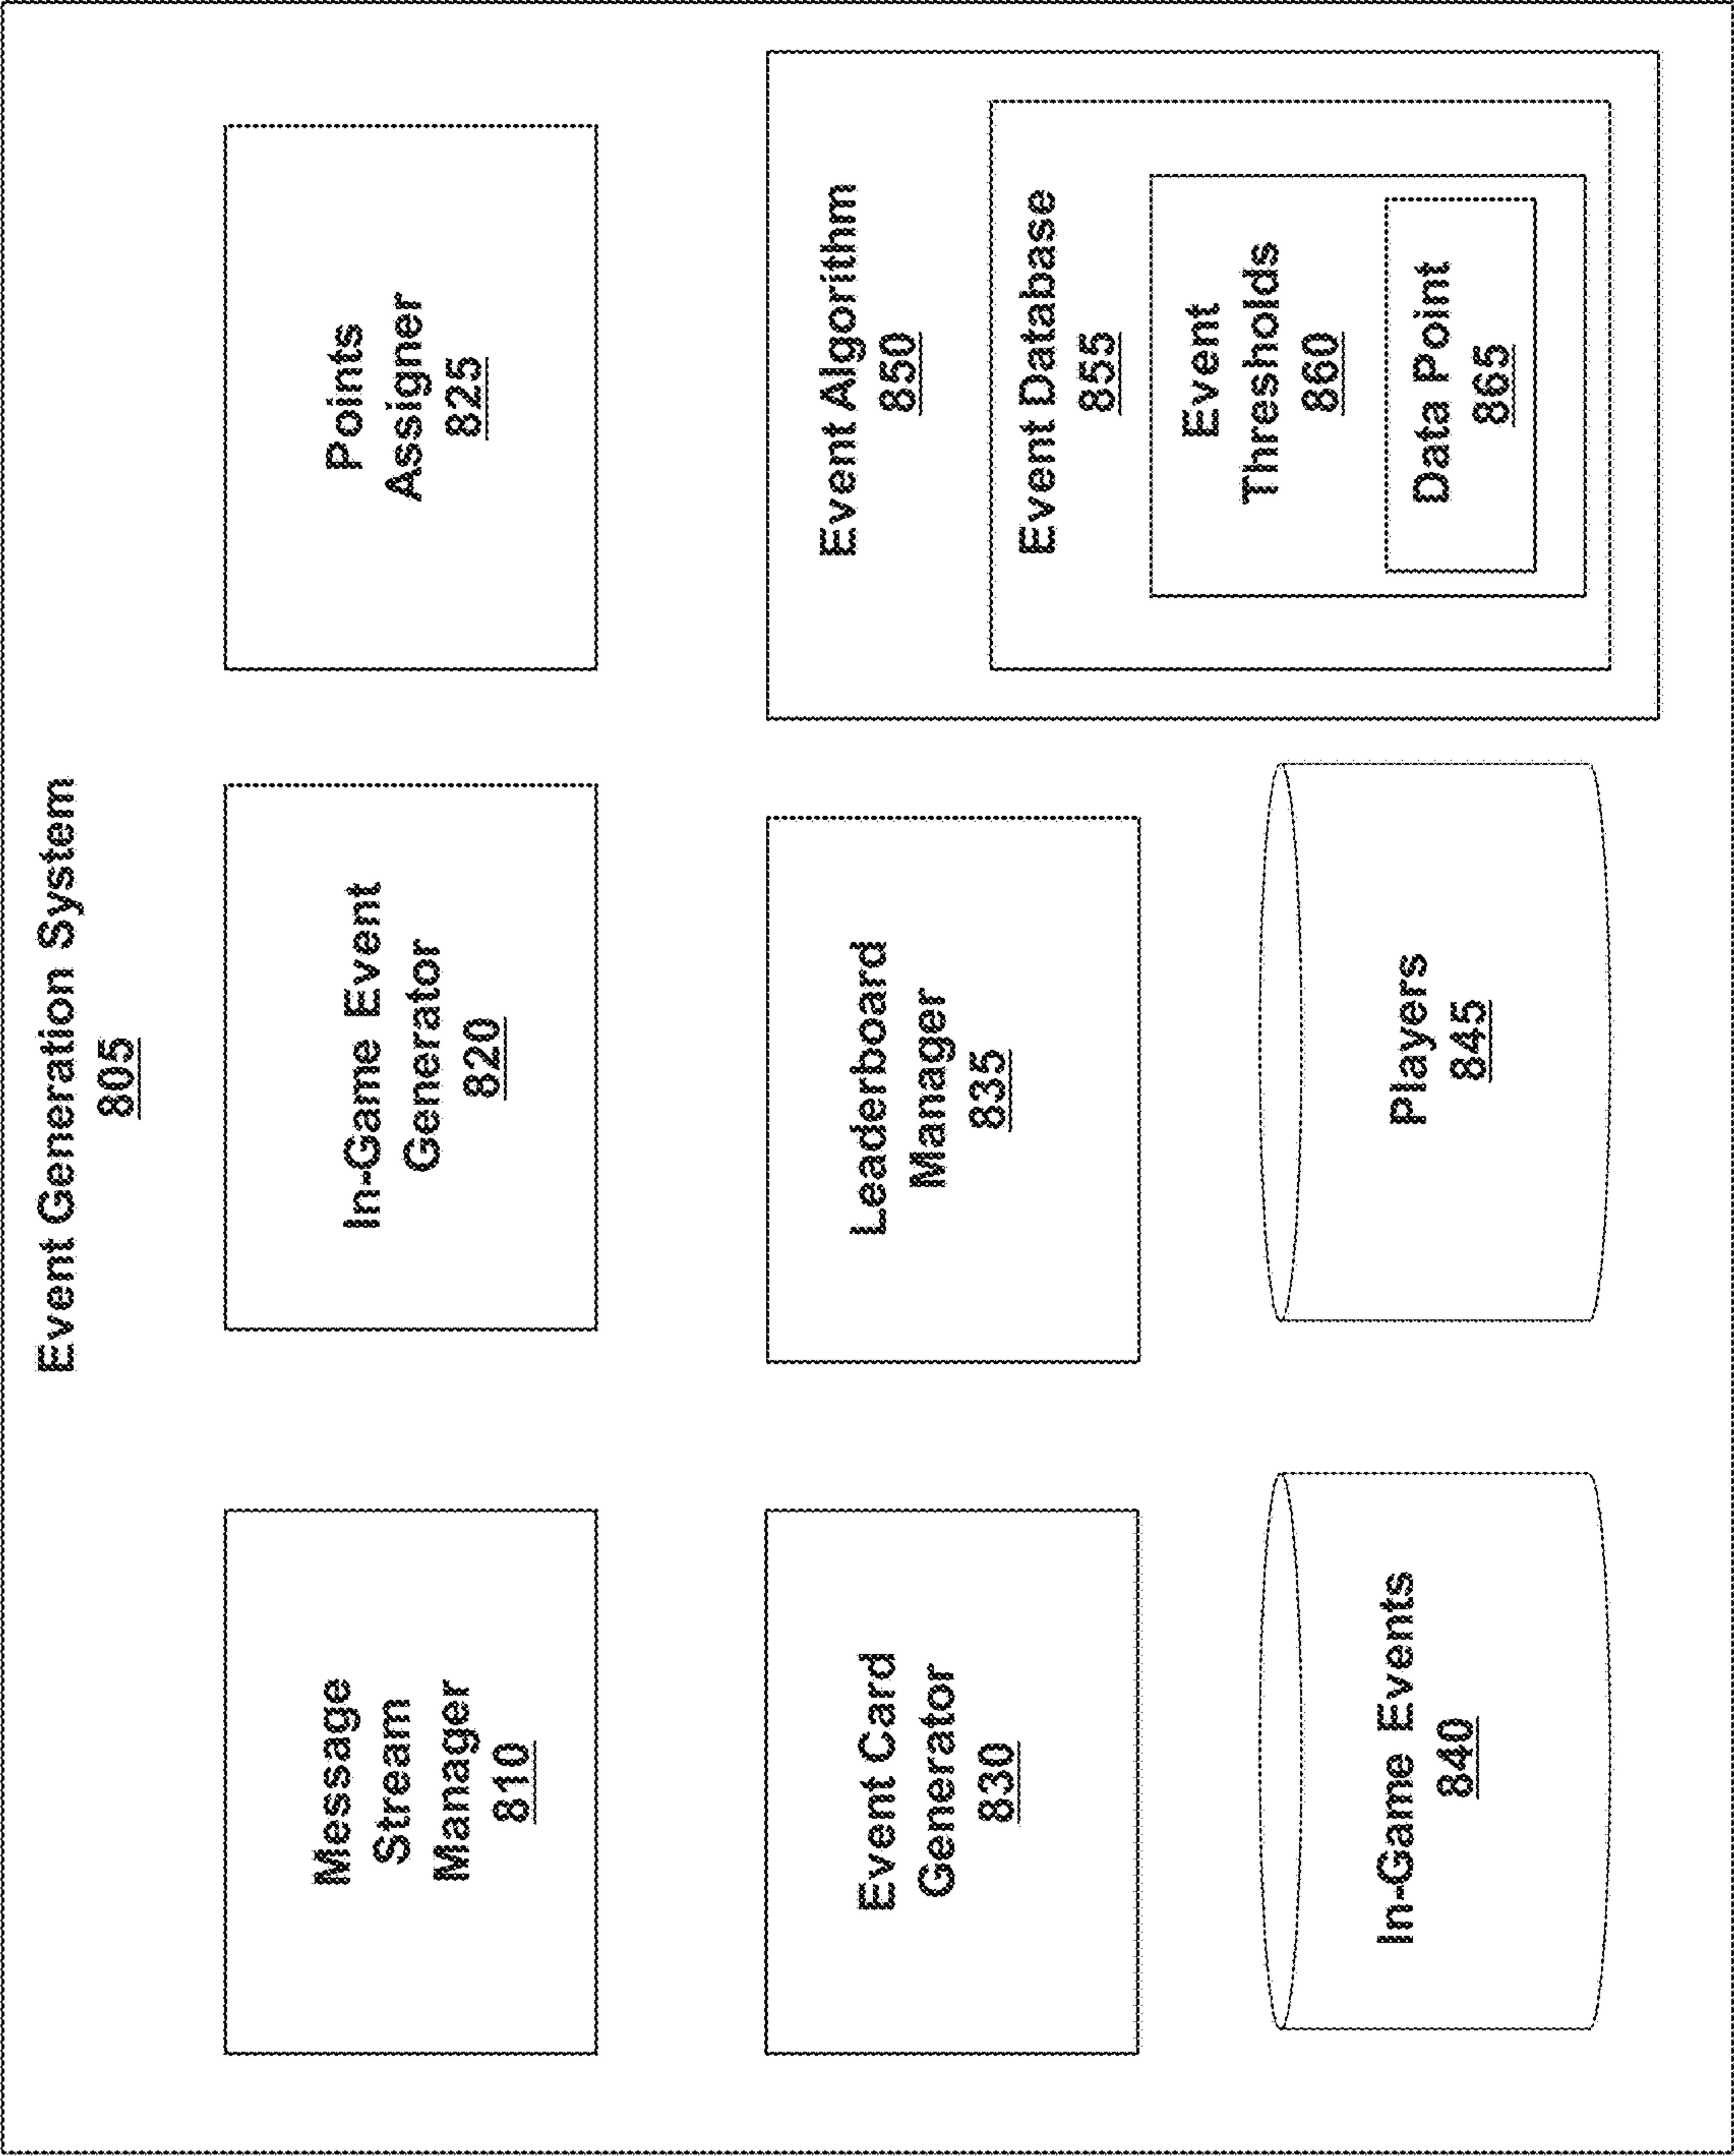 Event Generation System
805
Message
Stream
Manager
810
In-Game Event
Generator
820
Points
Assigner
825
Event Card
Generator
830
Leaderboard
Manager
835
Event Algorithm
850
Event Database
855
Event
Thresholds
860
Data Point
865
In-Game Events
840
Players
845